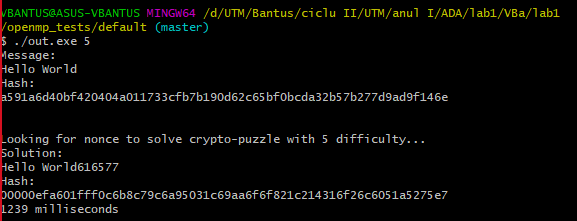 VBANTUS@ASUS-VBANTUS MINGW64 /d/UTM/Bantus/ciclu II/UTM/anul I/ADA/lab1/VBa/lab1
/openmp_tests/default (master)
$ ./out.exe 5
Message:
Hello World
Hash:
a591a6d40bf420404a011733cfb7b190d62c65bf0bcda32b57b277d9ad9f146e
Looking for nonce to solve crypto-puzzle with 5 difficulty...
Solution:
Hello World616577
Hash:
00000efa601fff0c6b8c79c6a95031c69aa6f6f821c214316f26c6051a5275e7
1239 milliseconds